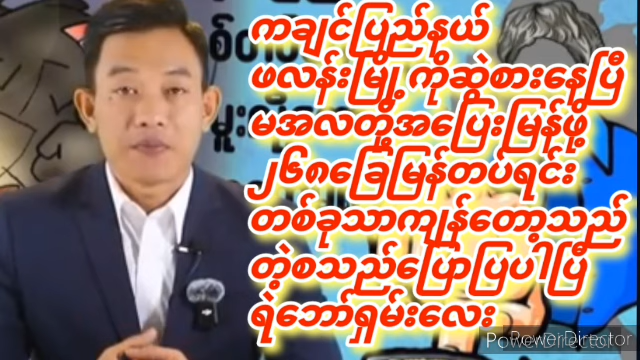 ကချင်ပြည်နယ်
ဖလန်းမြို့ကိုဆွဲစားနေပြီ
မအလတို့အပြေးမြန်ဖို့
၂၆၈ခြေမြန်တပ်ရင်း
တစ်ခုသာကျန်တော့သည်
တဲ့စသည်ပြောပြပါပြီ
ရဲဘော်ရှမ်းလေး
PowerDirector